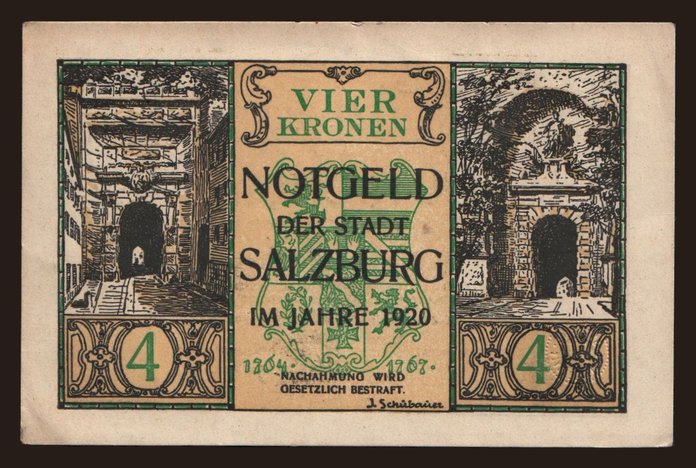 VIER
KRONEN
NOTGELD
DER STADT
SALZBURG
IM JAHRE 1920
1764 · 1767 ·
NACHAHMUNG WIRD
GESETZLICH BESTRAFT.
J. Schubauer
4 4